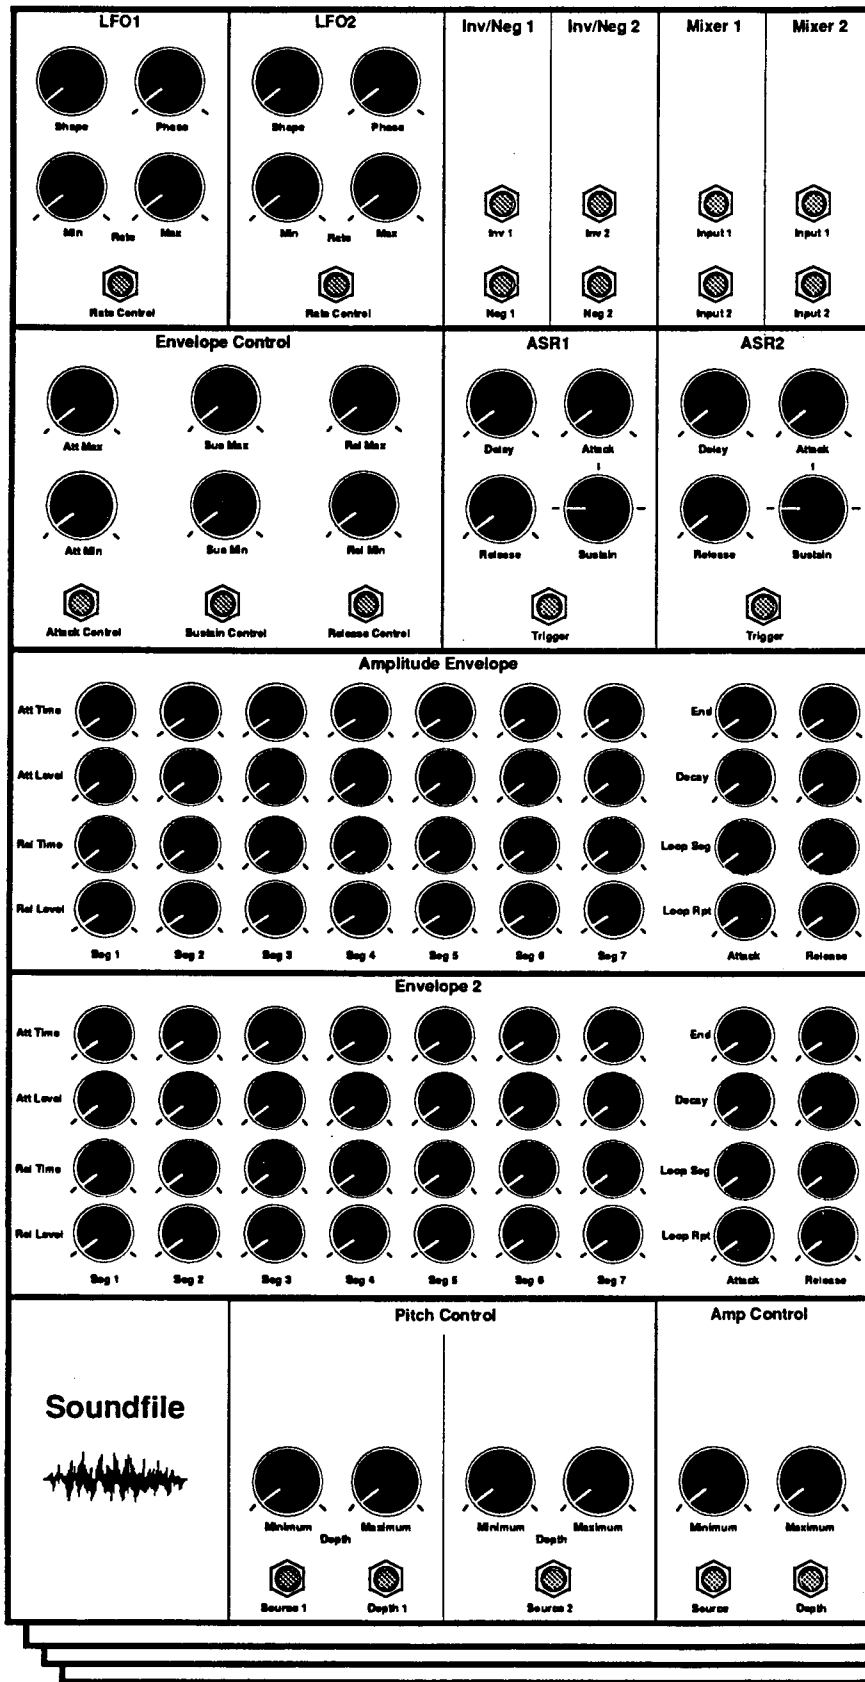 LFO1 LFO2 Inv/Neg 1 Inv/Neg 2 Mixer 1 Mixer 2
Shape Phase Shape Phase
Min Rate Max Min Rate Max Inv 1 Inv 2 Input 1 Input 1
Rate Control Rate Control Neg 1 Neg 2 Input 2 Input 2
Envelope Control ASR1 ASR2
Att Max Sus Max Rel Max Delay Attack Delay Attack
Att Min Sus Min Rel Min Release Sustain Release Sustain
Attack Control Sustain Control Release Control Trigger Trigger
Amplitude Envelope
Att Time End
Att Level Decay
Rel Time Loop Seg
Rel Level Loop Rpt
Seg 1 Seg 2 Seg 3 Seg 4 Seg 5 Seg 6 Seg 7 Attack Release
Envelope 2
Att Time End
Att Level Decay
Rel Time Loop Seg
Rel Level Loop Rpt
Seg 1 Seg 2 Seg 3 Seg 4 Seg 5 Seg 6 Seg 7 Attack Release
Pitch Control Amp Control
Soundfile
Minimum Maximum Minimum Maximum Minimum Maximum
Depth Depth
Source 1 Depth 1 Source 2 Source Depth